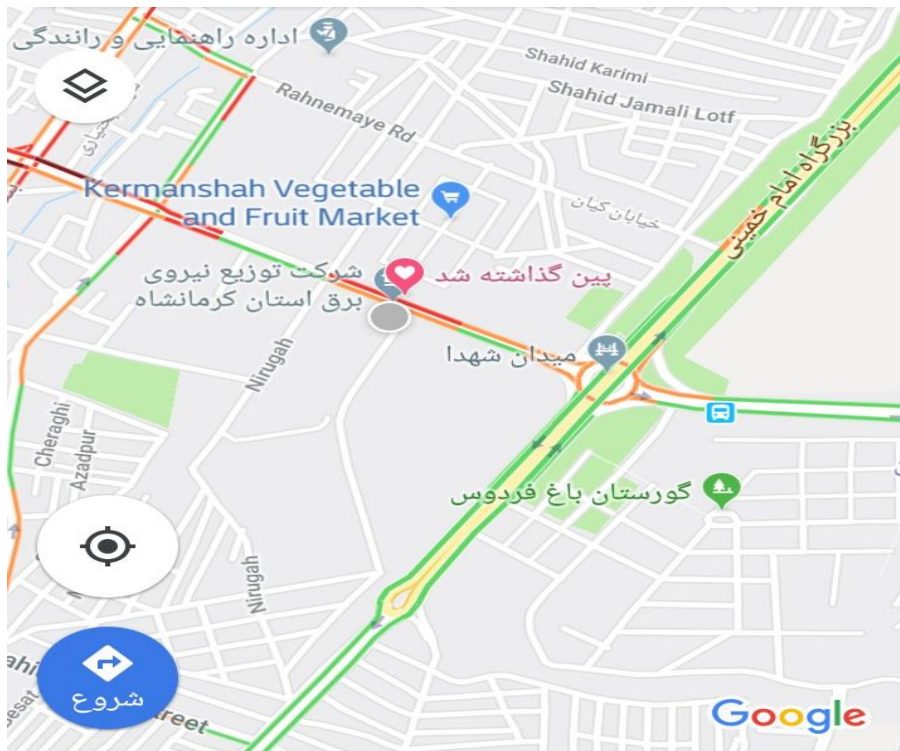 اداره راهنمایی و رانندگی
Shahid Karimi
Shahid Jamali Lotf
Rahnemaye Rd
بزرگراه امام خمینی
Kermanshah Vegetable
and Fruit Market
خیابان کیان
شرکت توزیع نیروی
برق استان کرمانشاه
پین گذاشته شد
میدان شهدا
Nirugah
Cheraghi
Azadpur
گورستان باغ فردوس
Nirugah
شروع
Google